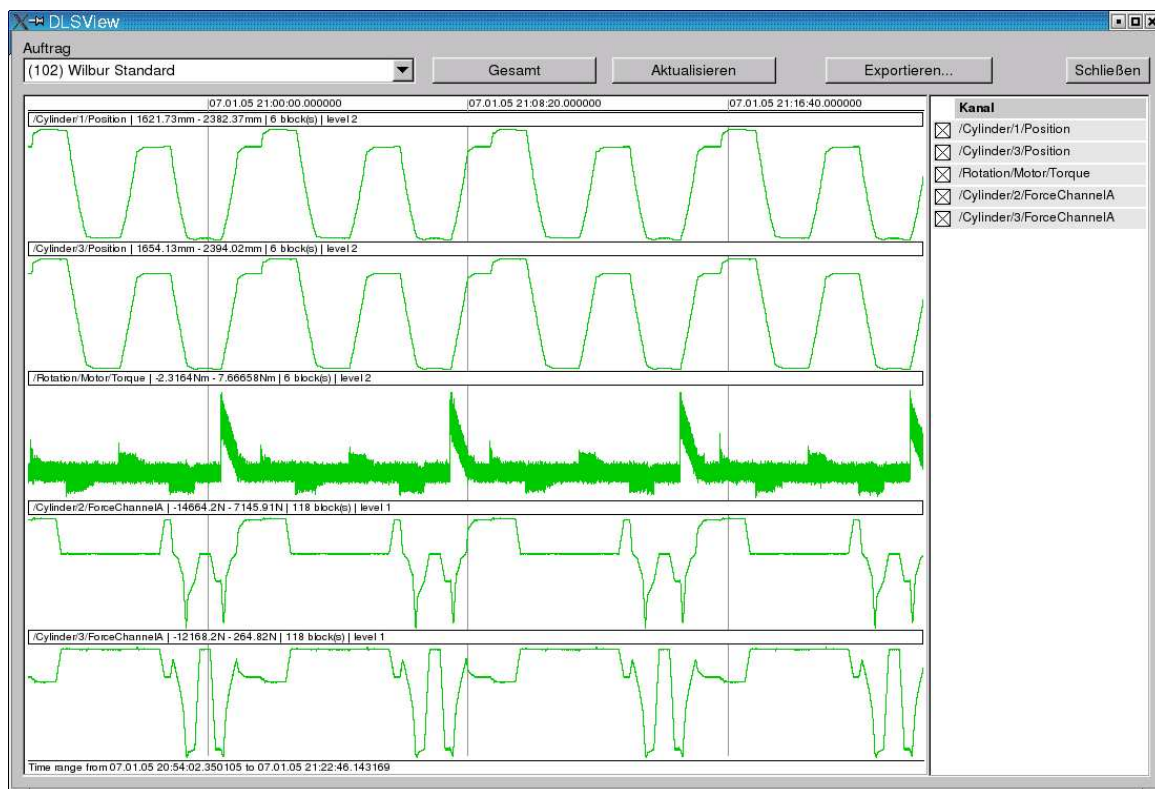 DLSView
Auftrag
(102) Wilbur Standard
Gesamt
Aktualisieren
Exportieren...
Schließen
07.01.05 21:00:00.000000
07.01.05 21:08:20.000000
07.01.05 21:16:40.000000
/Cylinder/1/Position | 1621.73mm - 2382.37mm | 6 block(s) | level 2
/Cylinder/3/Position | 1654.13mm - 2394.02mm | 6 block(s) | level 2
/Rotation/Motor/Torque | -2.3164Nm - 7.66658Nm | 6 block(s) | level 2
/Cylinder/2/ForceChannelA | -14664.2N - 7145.91N | 118 block(s) | level 1
/Cylinder/3/ForceChannelA | -12168.2N - 264.82N | 118 block(s) | level 1
Time range from 07.01.05 20:54:02.350105 to 07.01.05 21:22:46.143169
Kanal
/Cylinder/1/Position
/Cylinder/3/Position
/Rotation/Motor/Torque
/Cylinder/2/ForceChannelA
/Cylinder/3/ForceChannelA